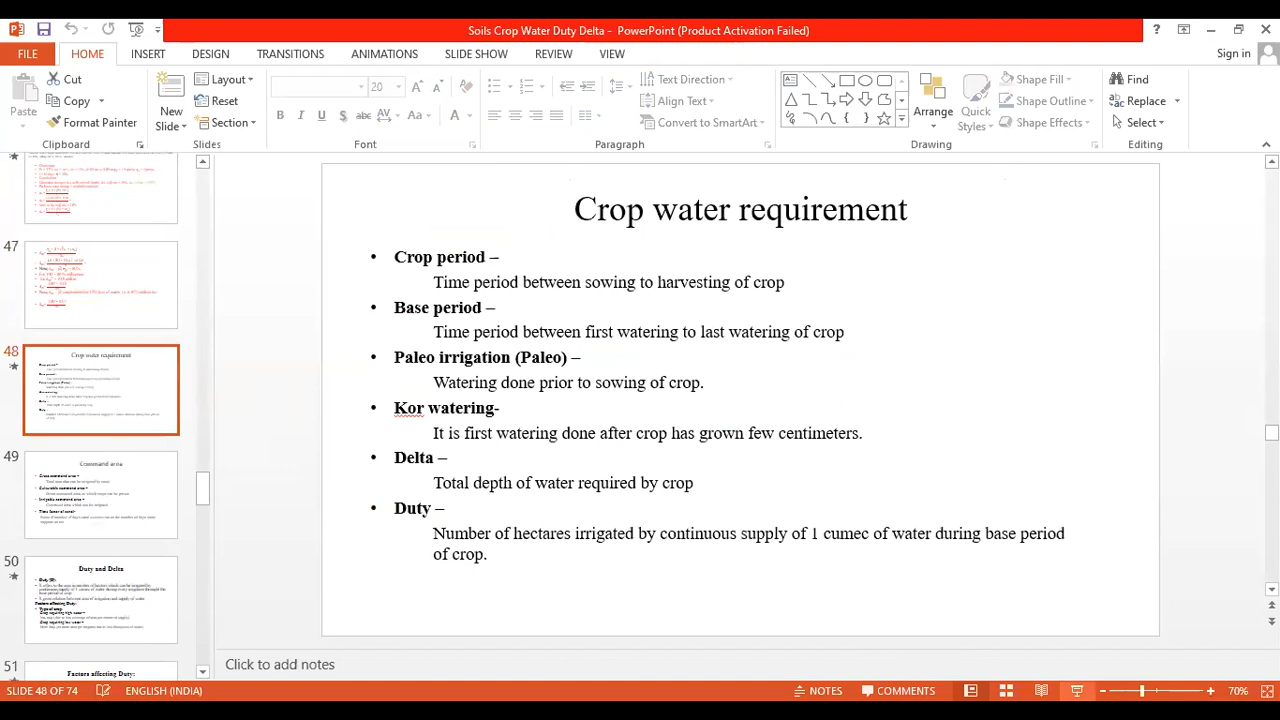 Soils Crop Water Duty Delta - PowerPoint (Product Activation Failed)
FILE HOME INSERT DESIGN TRANSITIONS ANIMATIONS SLIDE SHOW REVIEW VIEW Sign in
Paste
Cut
Copy
Format Painter
Clipboard
New Slide
Layout
Reset
Section
Slides
20
Font
Text Direction
Align Text
Convert to SmartArt
Paragraph
Arrange
Quick Styles
Shape Fill
Shape Outline
Shape Effects
Drawing
Find
Replace
Select
Editing
47
48
Crop water requirement
49
Command area
50
Duty and Delta
51
Factors affecting Duty:
Crop water requirement
• Crop period –
Time period between sowing to harvesting of crop
• Base period –
Time period between first watering to last watering of crop
• Paleo irrigation (Paleo) –
Watering done prior to sowing of crop.
• Kor watering-
It is first watering done after crop has grown few centimeters.
• Delta –
Total depth of water required by crop
• Duty –
Number of hectares irrigated by continuous supply of 1 cumec of water during base period
of crop.
Click to add notes
SLIDE 48 OF 74 ENGLISH (INDIA) NOTES COMMENTS 70%